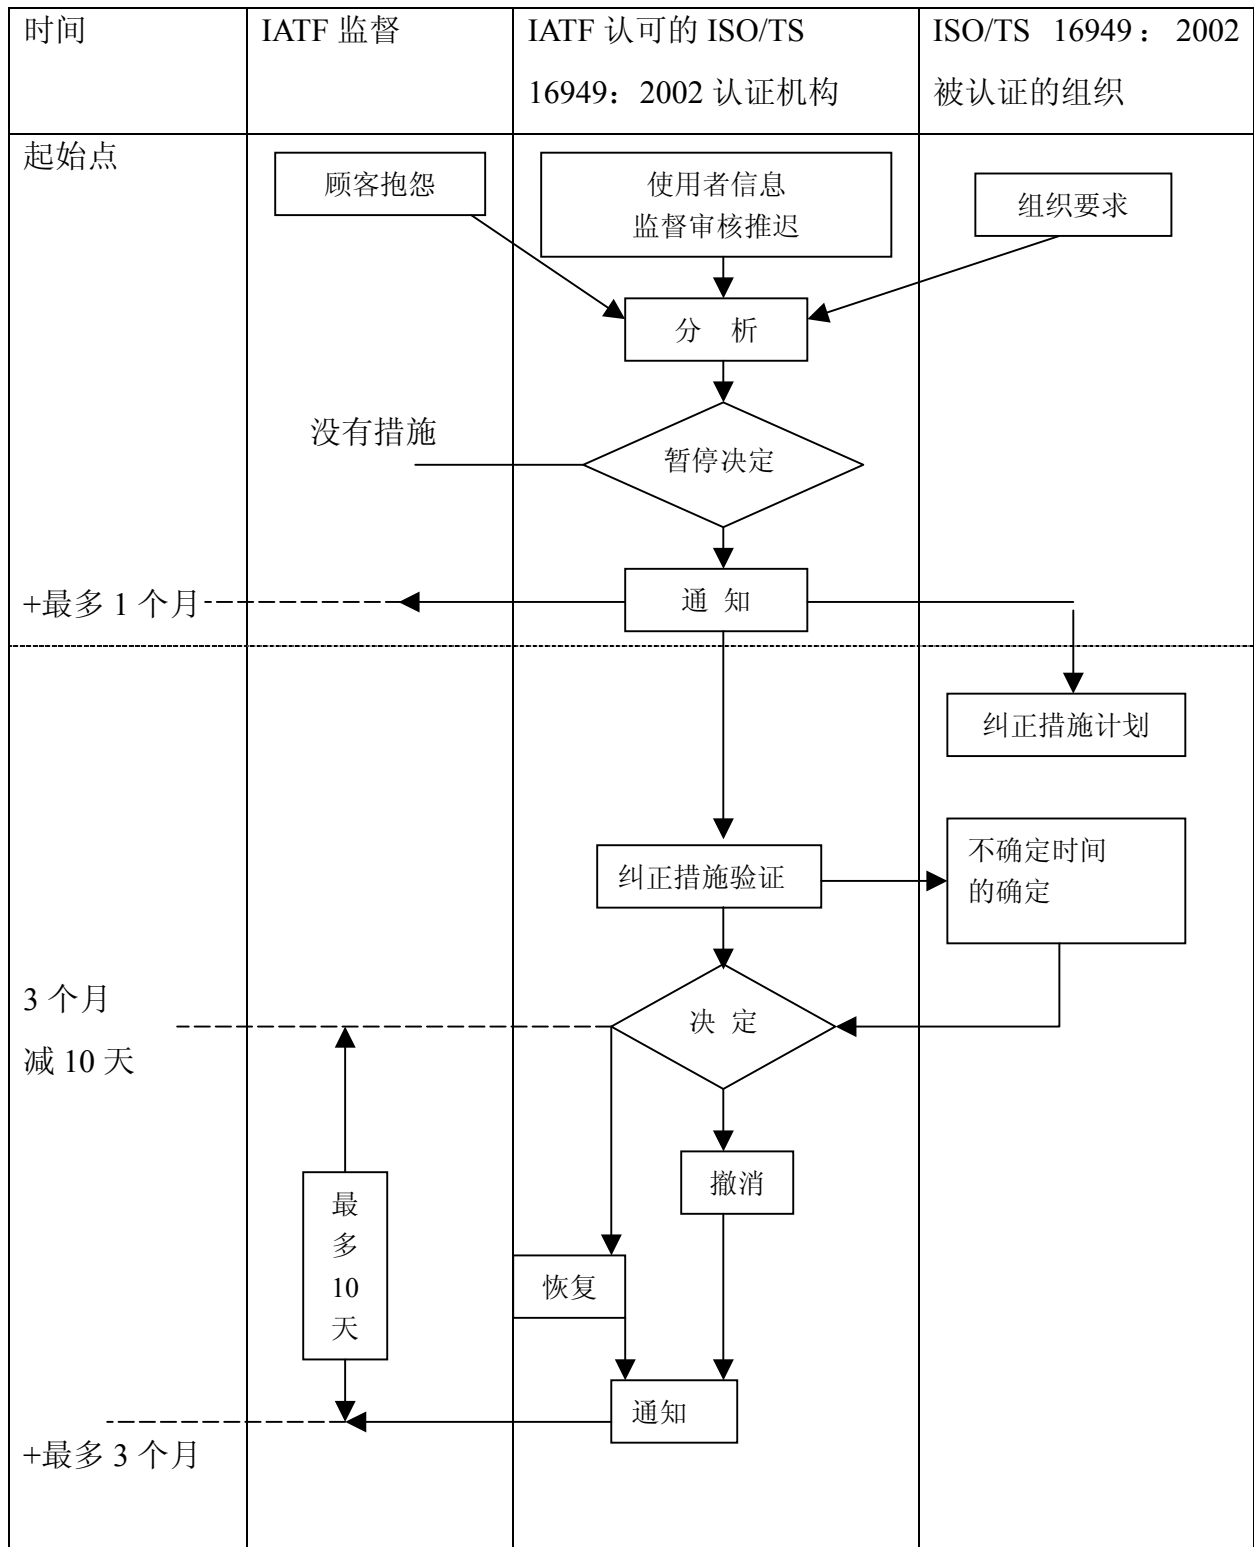 时间
IATF 监督
IATF 认可的 ISO/TS
16949：2002 认证机构
ISO/TS 16949： 2002
被认证的组织
起始点
顾客抱怨
使用者信息
监督审核推迟
组织要求
分 析
没有措施
暂停决定
+最多 1 个月
通 知
纠正措施计划
不确定时间
的确定
纠正措施验证
3 个月
减 10 天
决 定
撤消
最
多
10
天
恢复
通知
+最多 3 个月